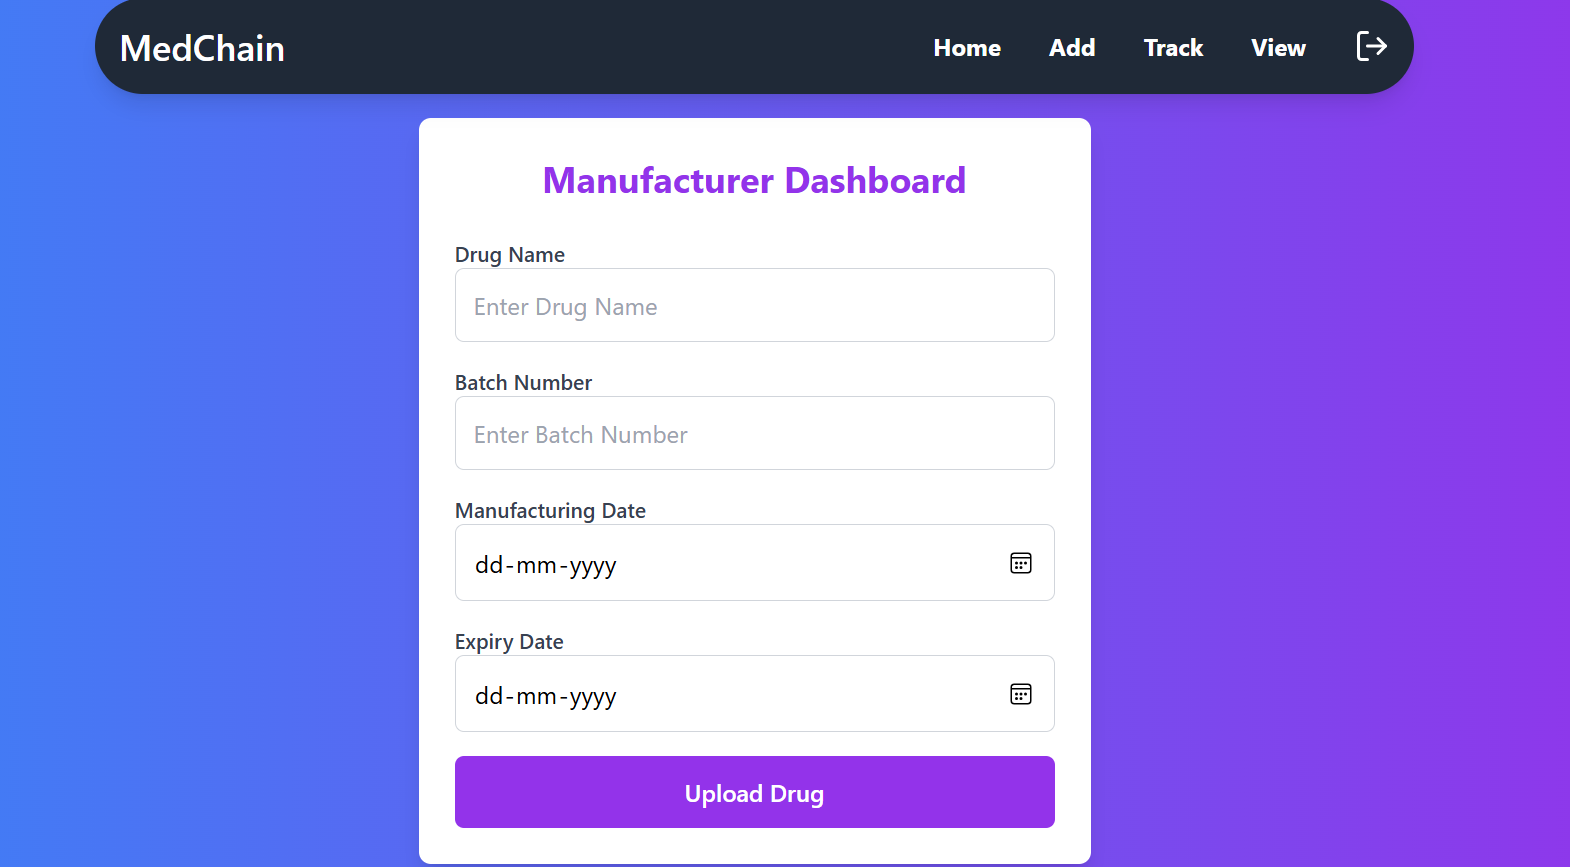 MedChain
Home Add Track View
Manufacturer Dashboard
Drug Name
Enter Drug Name
Batch Number
Enter Batch Number
Manufacturing Date
dd-mm-yyyy
Expiry Date
dd-mm-yyyy
Upload Drug